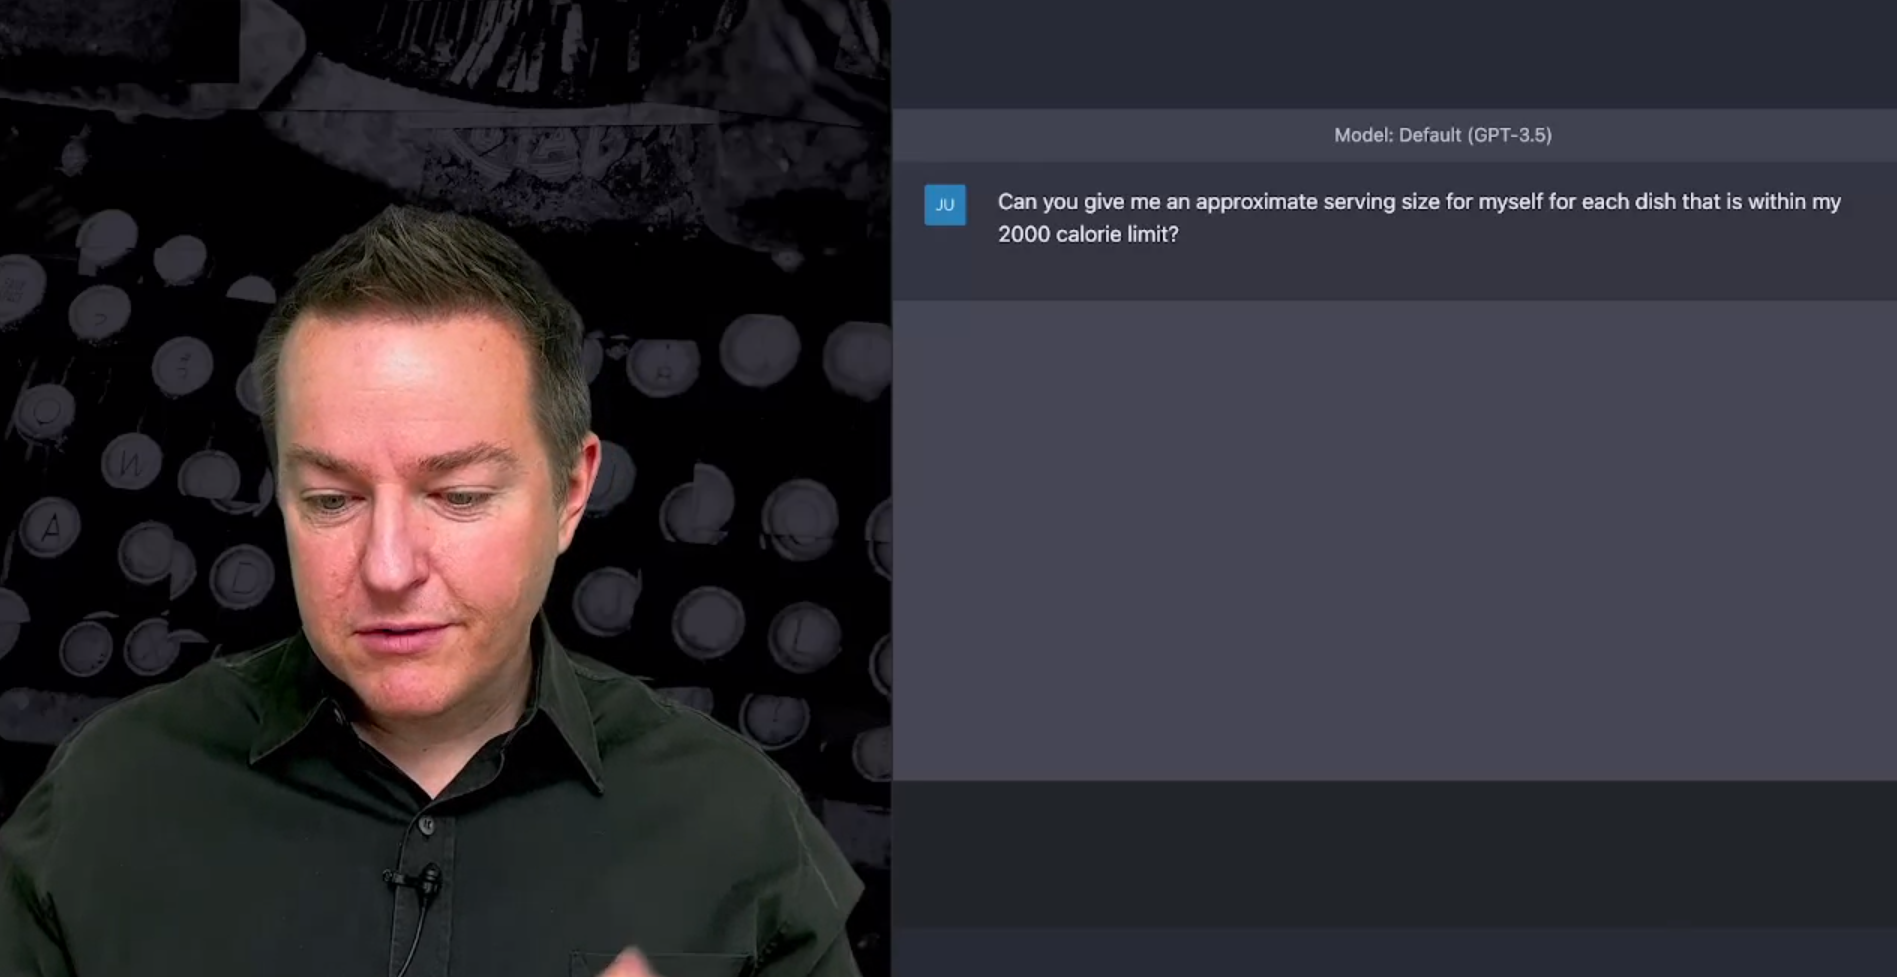 Model: Default (GPT-3.5)
JU
Can you give me an approximate serving size for myself for each dish that is within my
2000 calorie limit?
W
A
D